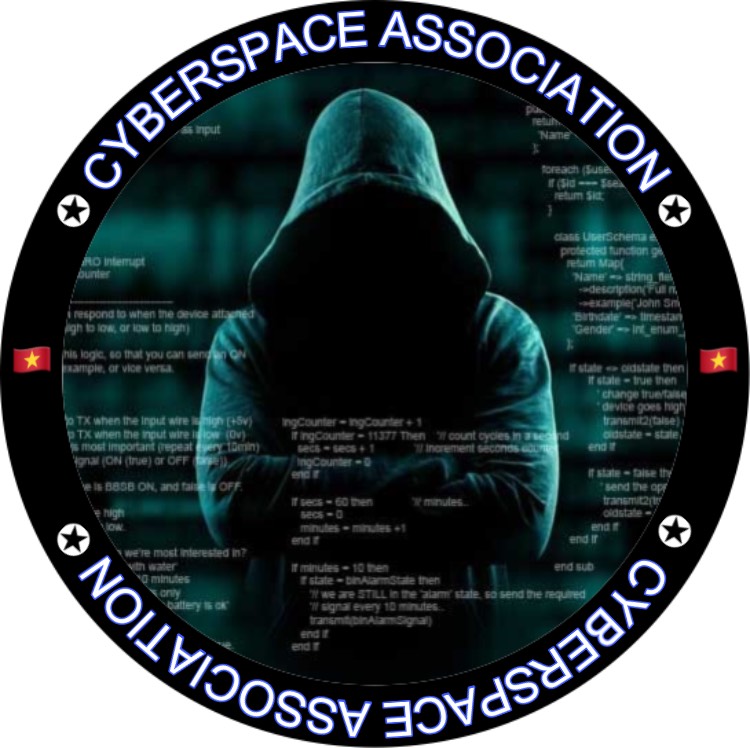 CYBERSPACE ASSOCIATION
as input
return
'Name'
};
foreach ($use
if ($id === $se
return $id;
}
class UserSchema e
protected function ge
return Map{
'Name' => string_fie
->description('Full n
->example('John Sm
'Birthdate' => timestam
'Gender' => int_enum_
};
RO Interrupt
ounter
respond to when the device attached
igh to low, or low to high)
his logic, so that you can send an ON
example, or vice versa.
TX when the input wire is high (+5v)
TX when the input wire is low (0v)
s most important (repeat every 10min)
ignal (ON (true) or OFF (false)).
e is BBSB ON, and false is OFF.
high
low.
we're most interested in?
with water'
10 minutes
only
battery is ok'
lngCounter = lngCounter + 1
If lngCounter = 11377 Then '// count cycles in a second
secs = secs + 1 '// increment seconds counter
lngCounter = 0
end if
If secs = 60 then '// minutes..
secs = 0
minutes = minutes +1
end if
If minutes = 10 then
if state = blnAlarmState then
'// we are STILL in the 'alarm' state, so send the required
'// signal every 10 minutes..
transmit(blnAlarmSignal)
end if
end if
If state <> oldstate then
If state = true then
' change true/false
' device goes high
transmit2(false)
oldstate = state
end if
If state = false th
' send the opp
transmit2(tr
oldstate =
end if
end if
end sub
CYBERSPACE ASSOCIATION